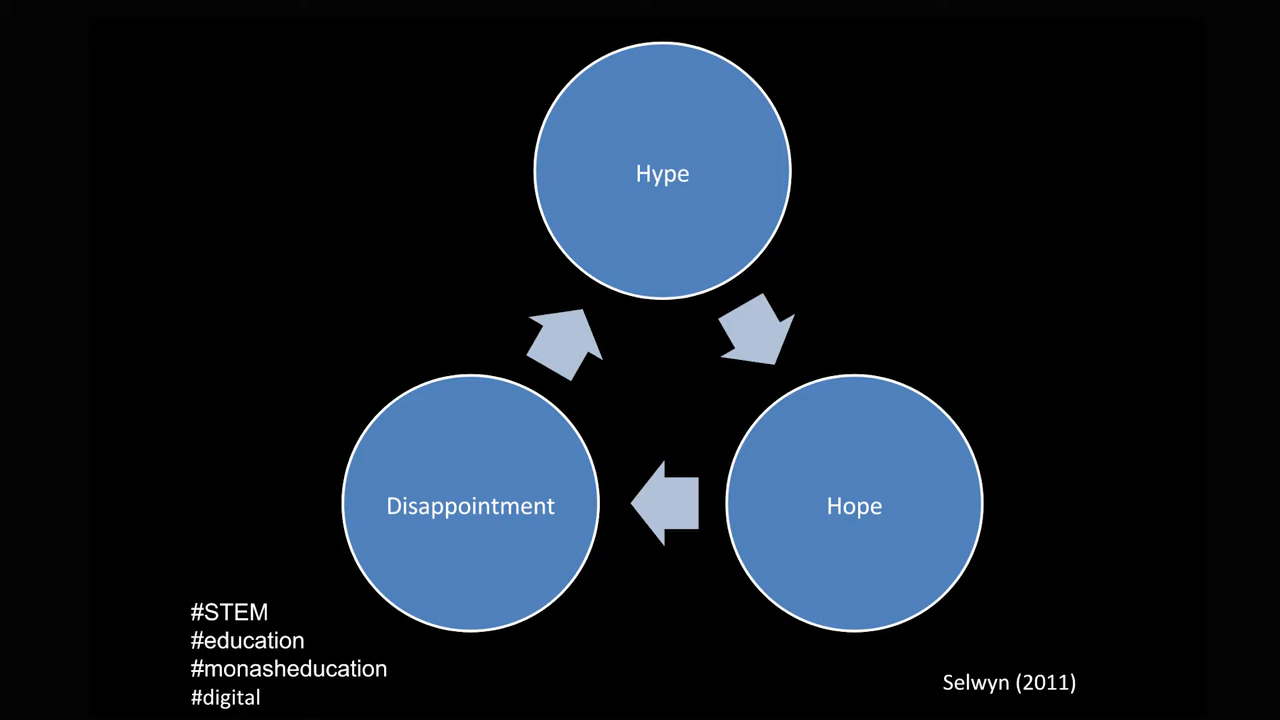 Hype
Disappointment
Hope
#STEM
#education
#monasheducation
#digital
Selwyn (2011)